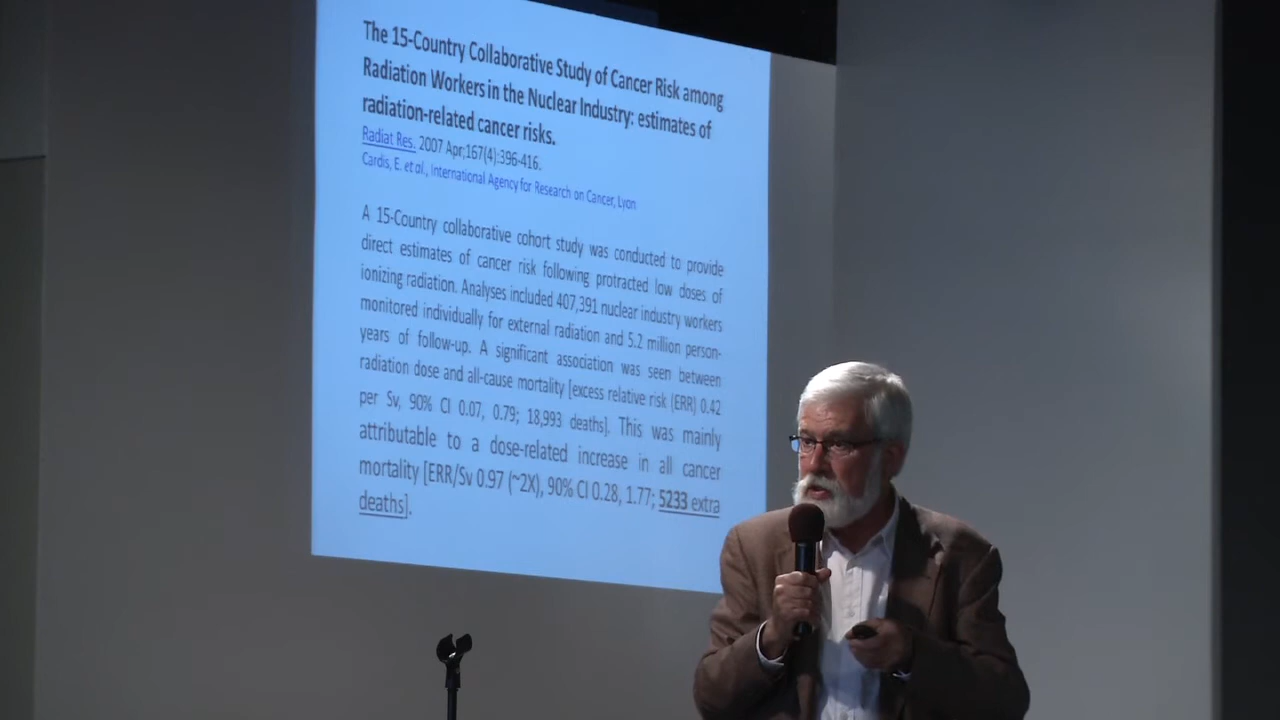 The 15-Country Collaborative Study of Cancer Risk among
Radiation Workers in the Nuclear Industry: estimates of
radiation-related cancer risks.
Radiat Res. 2007 Apr;167(4):396-416.
Cardis, E. et al., International Agency for Research on Cancer, Lyon
A 15-Country collaborative cohort study was conducted to provide
direct estimates of cancer risk following protracted low doses of
ionizing radiation. Analyses included 407,391 nuclear industry workers
monitored individually for external radiation and 5.2 million person-
years of follow-up. A significant association was seen between
radiation dose and all-cause mortality [excess relative risk (ERR) 0.42
per Sv, 90% CI 0.07, 0.79; 18,993 deaths]. This was mainly
attributable to a dose-related increase in all cancer
mortality [ERR/Sv 0.97 (~2X), 90% CI 0.28, 1.77; 5233 extra
deaths].